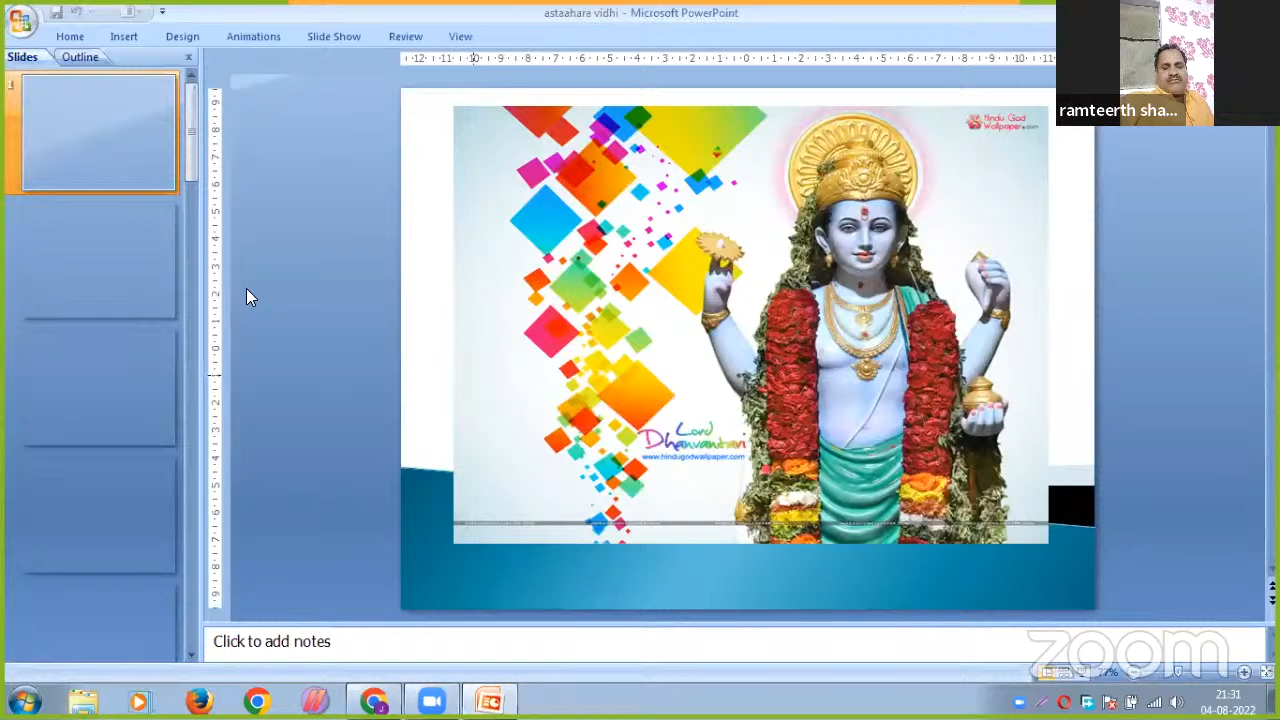 astaahara vidhi - Microsoft PowerPoint
Home Insert Design Animations Slide Show Review View
Slides Outline x
ramteerth sha...
1
Hindu God
Wallpaper.com
Lord
Dhanvantari
www.hindugodwallpaper.com
Click to add notes
zoom
21:31
04-08-2022